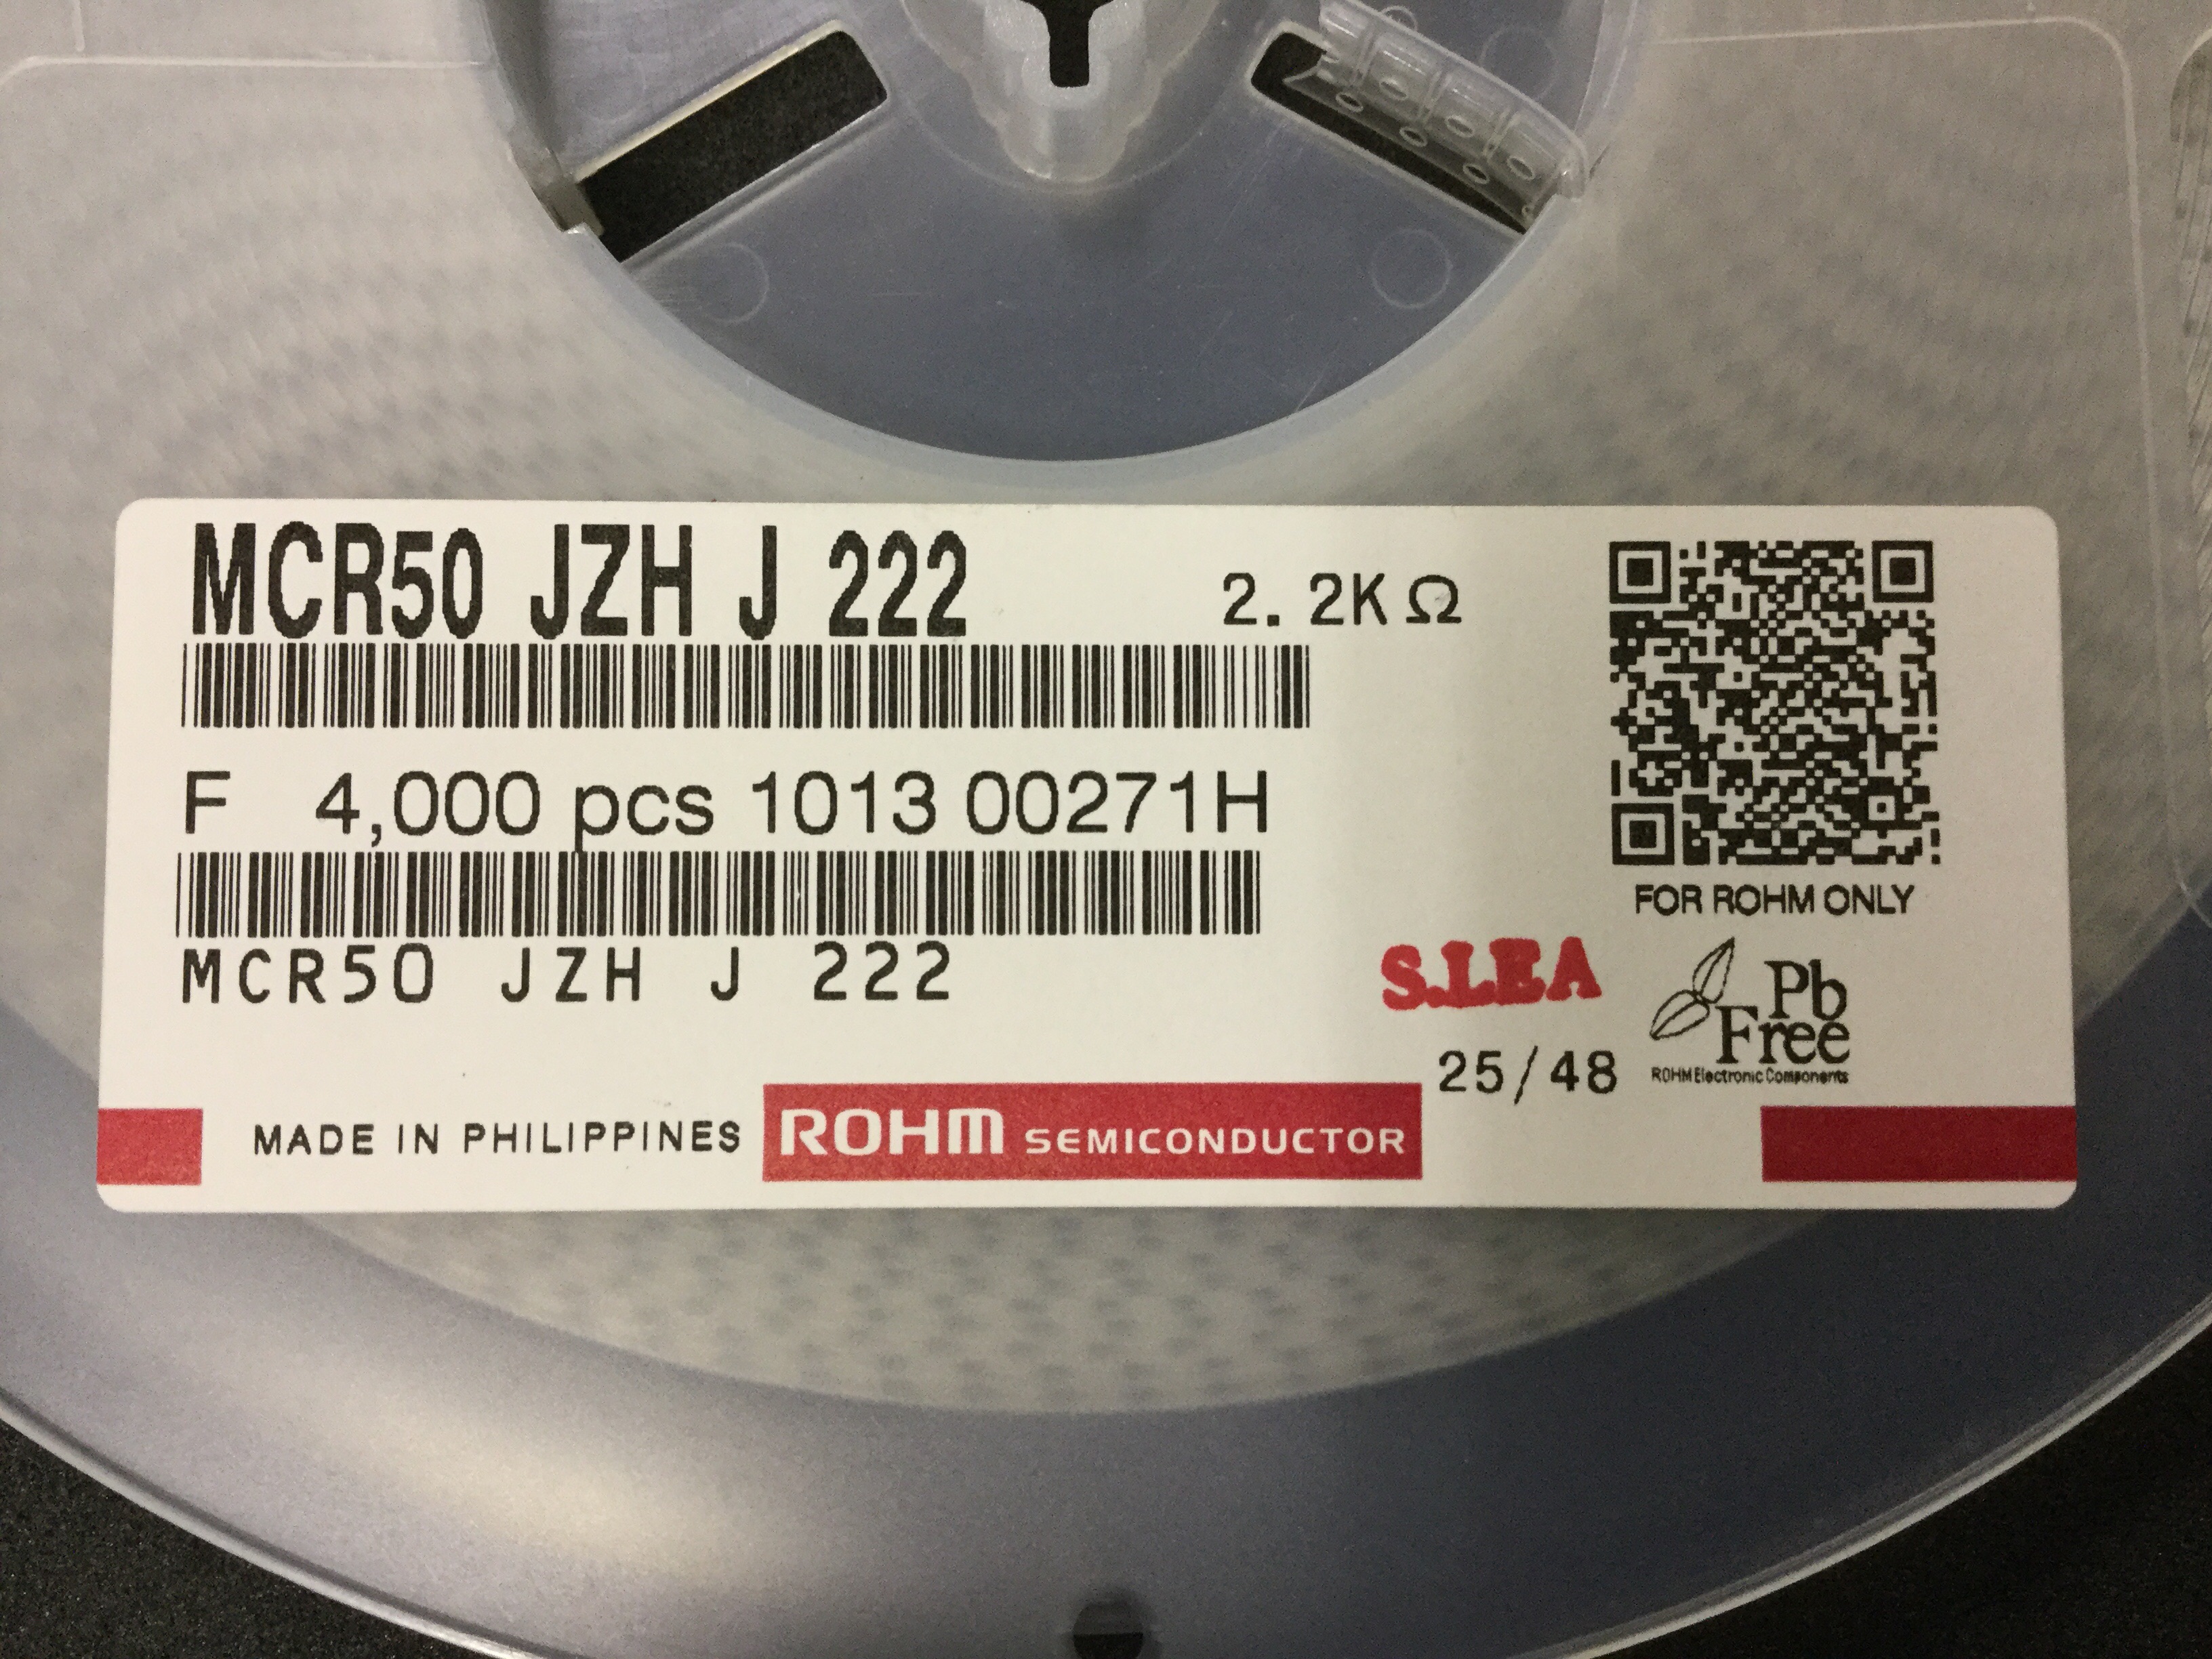 MCR50 JZH J 222
2. 2KΩ
F 4,000 pcs 1013 00271H
FOR ROHM ONLY
MCR50 JZH J 222
S.LEA
Pb
Free
ROHM Electronic Components
25/48
MADE IN PHILIPPINES
ROHM SEMICONDUCTOR